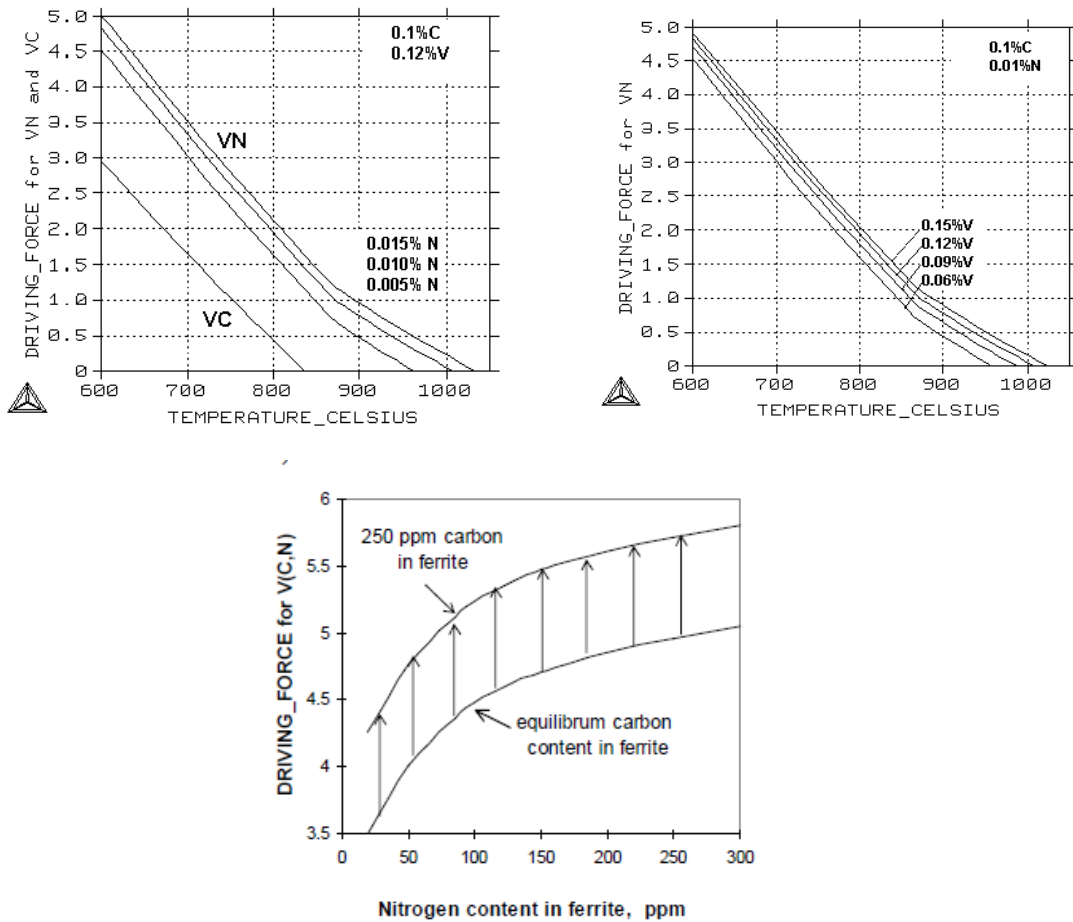 DRIVING_FORCE for VN and VC
5.0
4.5
4.0
3.5
3.0
2.5
2.0
1.5
1.0
0.5
0
0.1%C
0.12%V
VN
0.015% N
0.010% N
0.005% N
VC
600
700
800
900
1000
TEMPERATURE_CELSIUS
DRIVING_FORCE for VN
5.0
4.5
4.0
3.5
3.0
2.5
2.0
1.5
1.0
0.5
0
0.1%C
0.01%N
0.15%V
0.12%V
0.09%V
0.06%V
600
700
800
900
1000
TEMPERATURE_CELSIUS
DRIVING_FORCE for V(C,N)
6
5.5
5
4.5
4
3.5
250 ppm carbon
in ferrite
equilibrum carbon
content in ferrite
0
50
100
150
200
250
300
Nitrogen content in ferrite, ppm